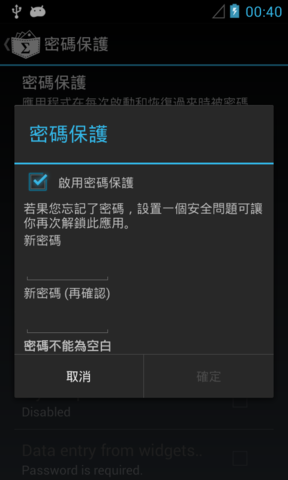 00:40
密碼保護
密碼保護
應用程式在每次啟動和恢復過來時被密碼
密碼保護
啟用密碼保護
若果您忘記了密碼，設置一個安全問題可讓
你再次解鎖此應用。
新密碼
新密碼 (再確認)
密碼不能為空白
取消
確定
Disabled
Data entry from widgets..
Password is required.